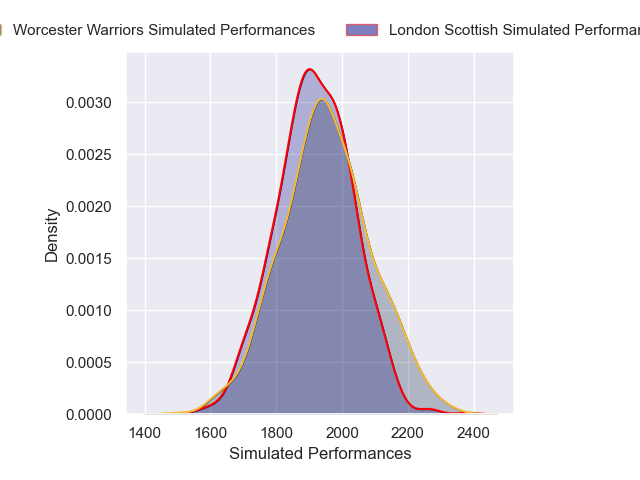 Worcester Warriors Simulated Performances London Scottish Simulated
0.0030
0.0025
0.0020
0.0015
0.0010
0.0005
0.0000
Density
1400 1600 1800 2000 2200 2400
Simulated Performances